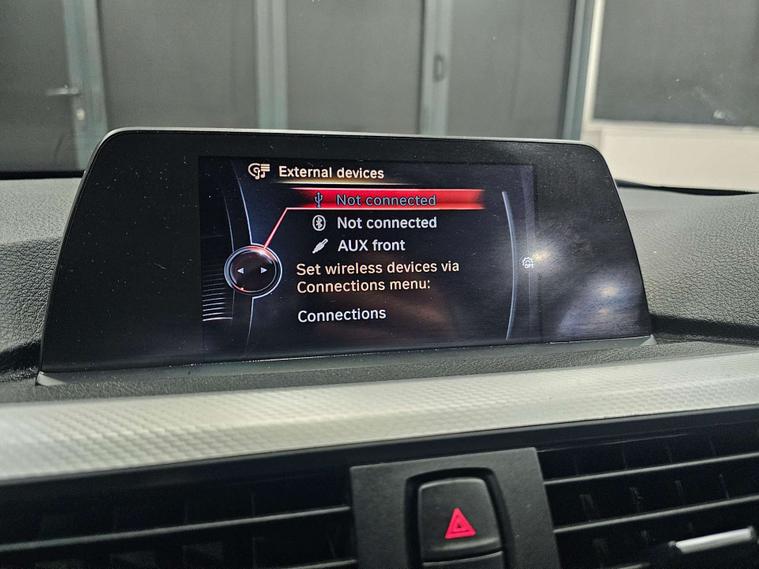 External devices
Not connected
Not connected
AUX front
Set wireless devices via
Connections menu:
Connections